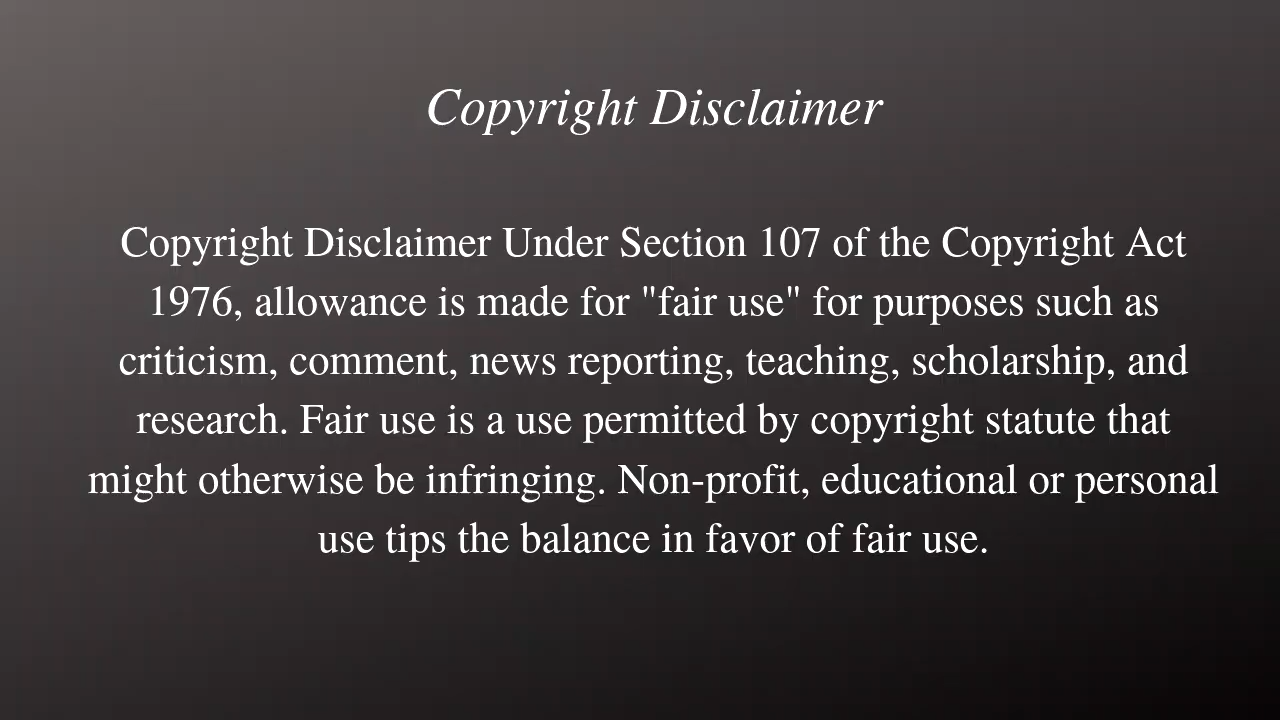 Copyright Disclaimer
Copyright Disclaimer Under Section 107 of the Copyright Act
1976, allowance is made for "fair use" for purposes such as
criticism, comment, news reporting, teaching, scholarship, and
research. Fair use is a use permitted by copyright statute that
might otherwise be infringing. Non-profit, educational or personal
use tips the balance in favor of fair use.